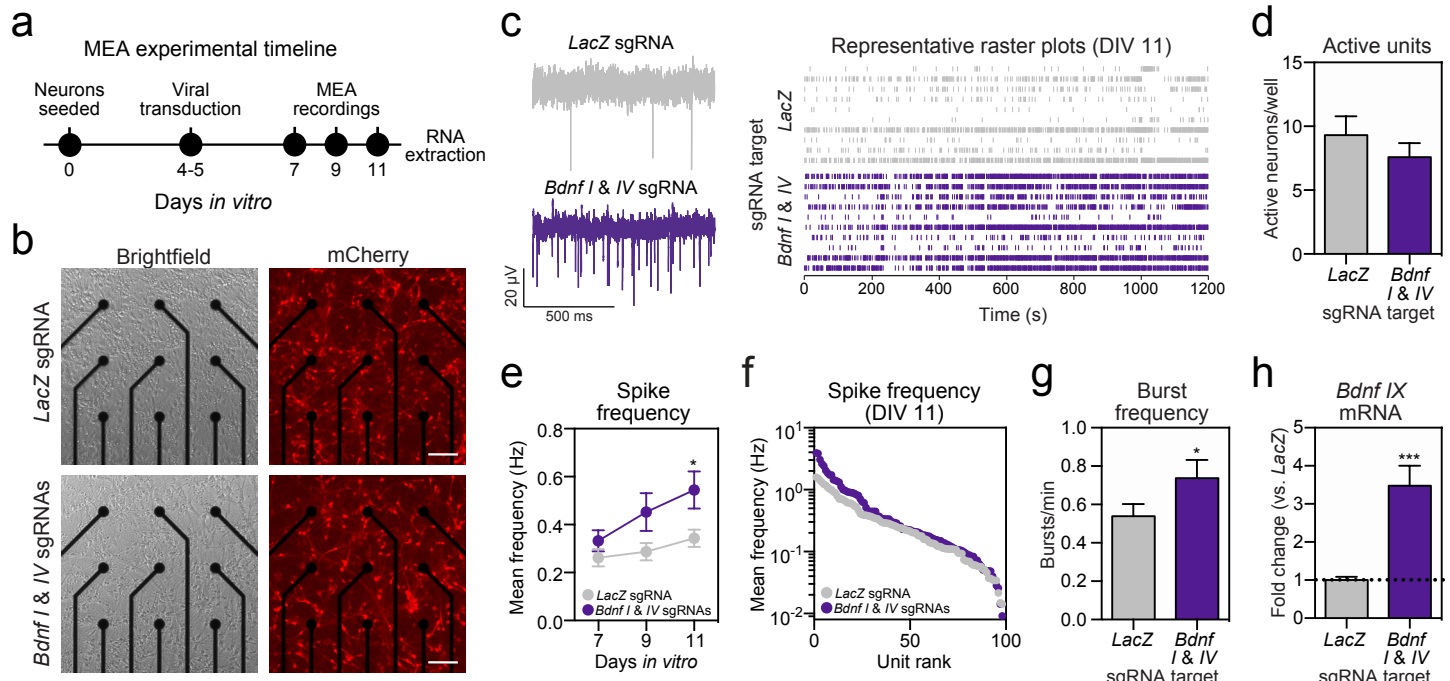 a
MEA experimental timeline
Neurons seeded
Viral transduction
MEA recordings
RNA extraction
0
4-5
7
9
11
Days in vitro
b
Brightfield
mCherry
LacZ sgRNA
Bdnf I & IV sgRNAs
c
LacZ sgRNA
Bdnf I & IV sgRNA
20 µV
500 ms
Representative raster plots (DIV 11)
sgRNA target
LacZ
Bdnf I & IV
0
200
400
600
800
1000
1200
Time (s)
d
Active units
Active neurons/well
15
10
5
0
LacZ
Bdnf
I & IV
sgRNA target
e
Spike
frequency
Mean frequency (Hz)
0.8
0.6
0.4
0.2
0.0
*
LacZ sgRNA
Bdnf I & IV sgRNAs
7
9
11
Days in vitro
f
Spike frequency
(DIV 11)
Mean frequency (Hz)
10¹
10⁰
10⁻¹
10⁻²
LacZ sgRNA
Bdnf I & IV sgRNAs
0
50
100
Unit rank
g
Burst
frequency
Bursts/min
1.0
0.8
0.6
0.4
0.2
0.0
*
LacZ
Bdnf
I & IV
sgRNA target
h
Bdnf IX
mRNA
Fold change (vs. LacZ)
5
4
3
2
1
0
***
LacZ
Bdnf
I & IV
sgRNA target